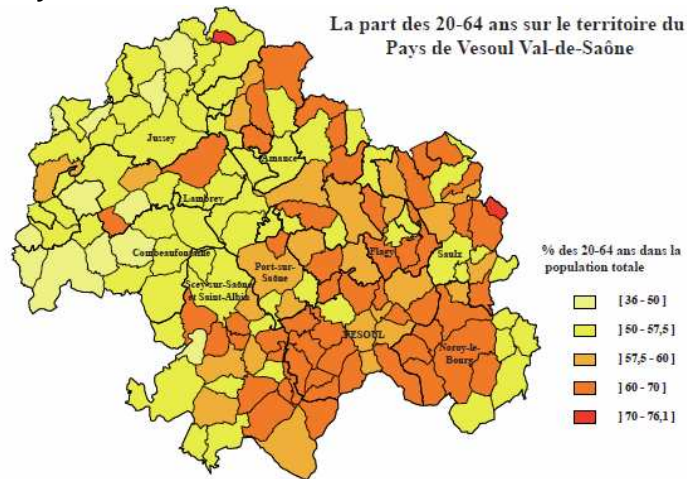 La part des 20-64 ans sur le territoire du
Pays de Vesoul Val-de-Saône
Jussey
Amance
Lambrey
Combeaufontaine
Flagy
Saulx
Port-sur-
Saône
Scey-sur-Saône
et Saint-Albin
VESOUL
Noroy-le-
Bourg
% des 20-64 ans dans la
population totale
[ 36 - 50 ]
] 50 - 57,5 ]
] 57,5 - 60 ]
] 60 - 70 ]
] 70 - 76,1 ]